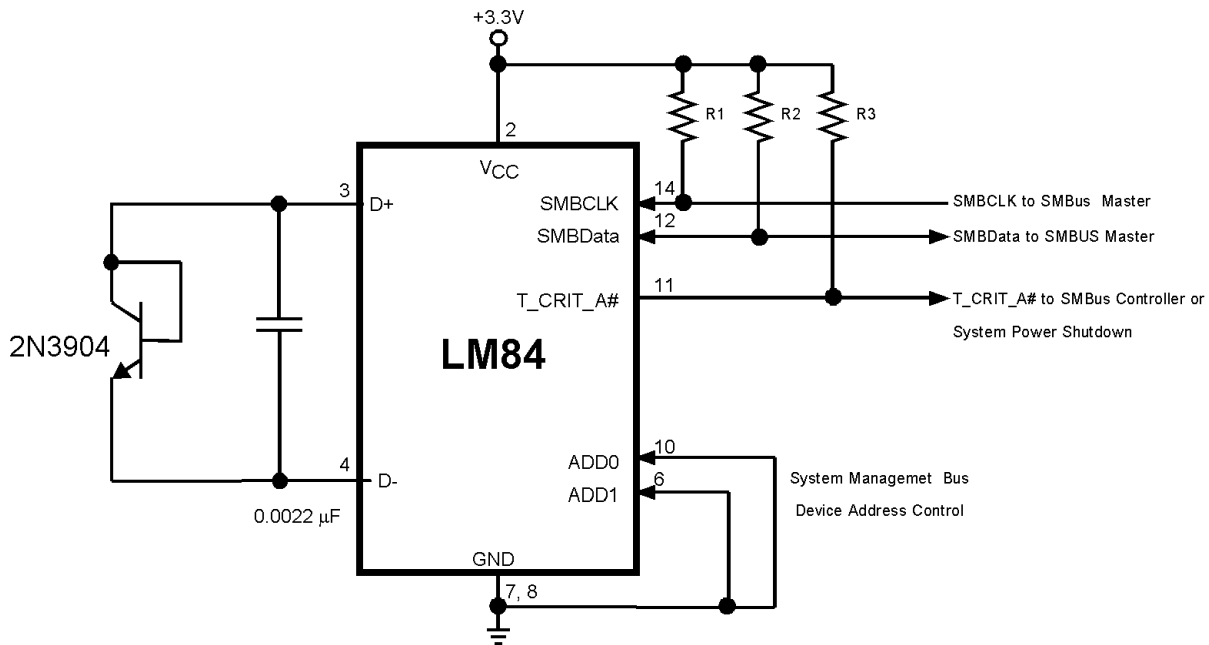 +3.3V
R1
R2
R3
2
VCC
3
D+
SMBCLK
14
SMBCLK to SMBus Master
SMBData
12
SMBData to SMBUS Master
T_CRIT_A#
11
T_CRIT_A# to SMBus Controller or
System Power Shutdown
2N3904
LM84
4
D-
0.0022 μF
ADD0
10
ADD1
6
System Managemet Bus
Device Address Control
GND
7, 8